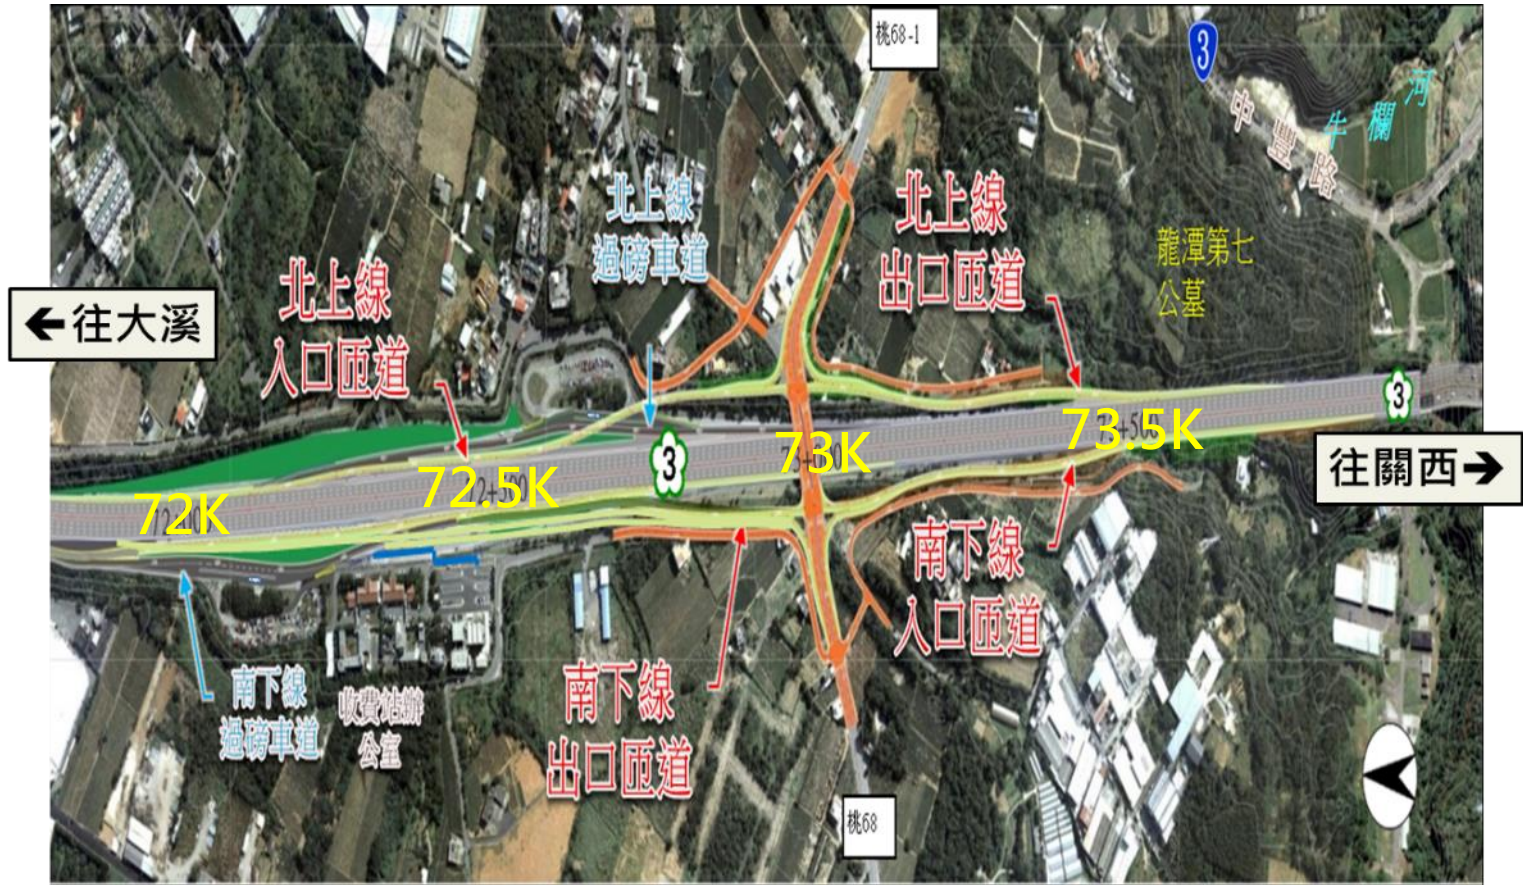 桃68-1
3
中豐路
牛欄河
北上線
過磅車道
北上線
出口匝道
龍潭第七
公墓
北上線
入口匝道
←往大溪
3
3
72K
72.5K
73K
73.5K
往關西→
南下線
過磅車道
收費站辦
公室
南下線
出口匝道
南下線
入口匝道
桃68